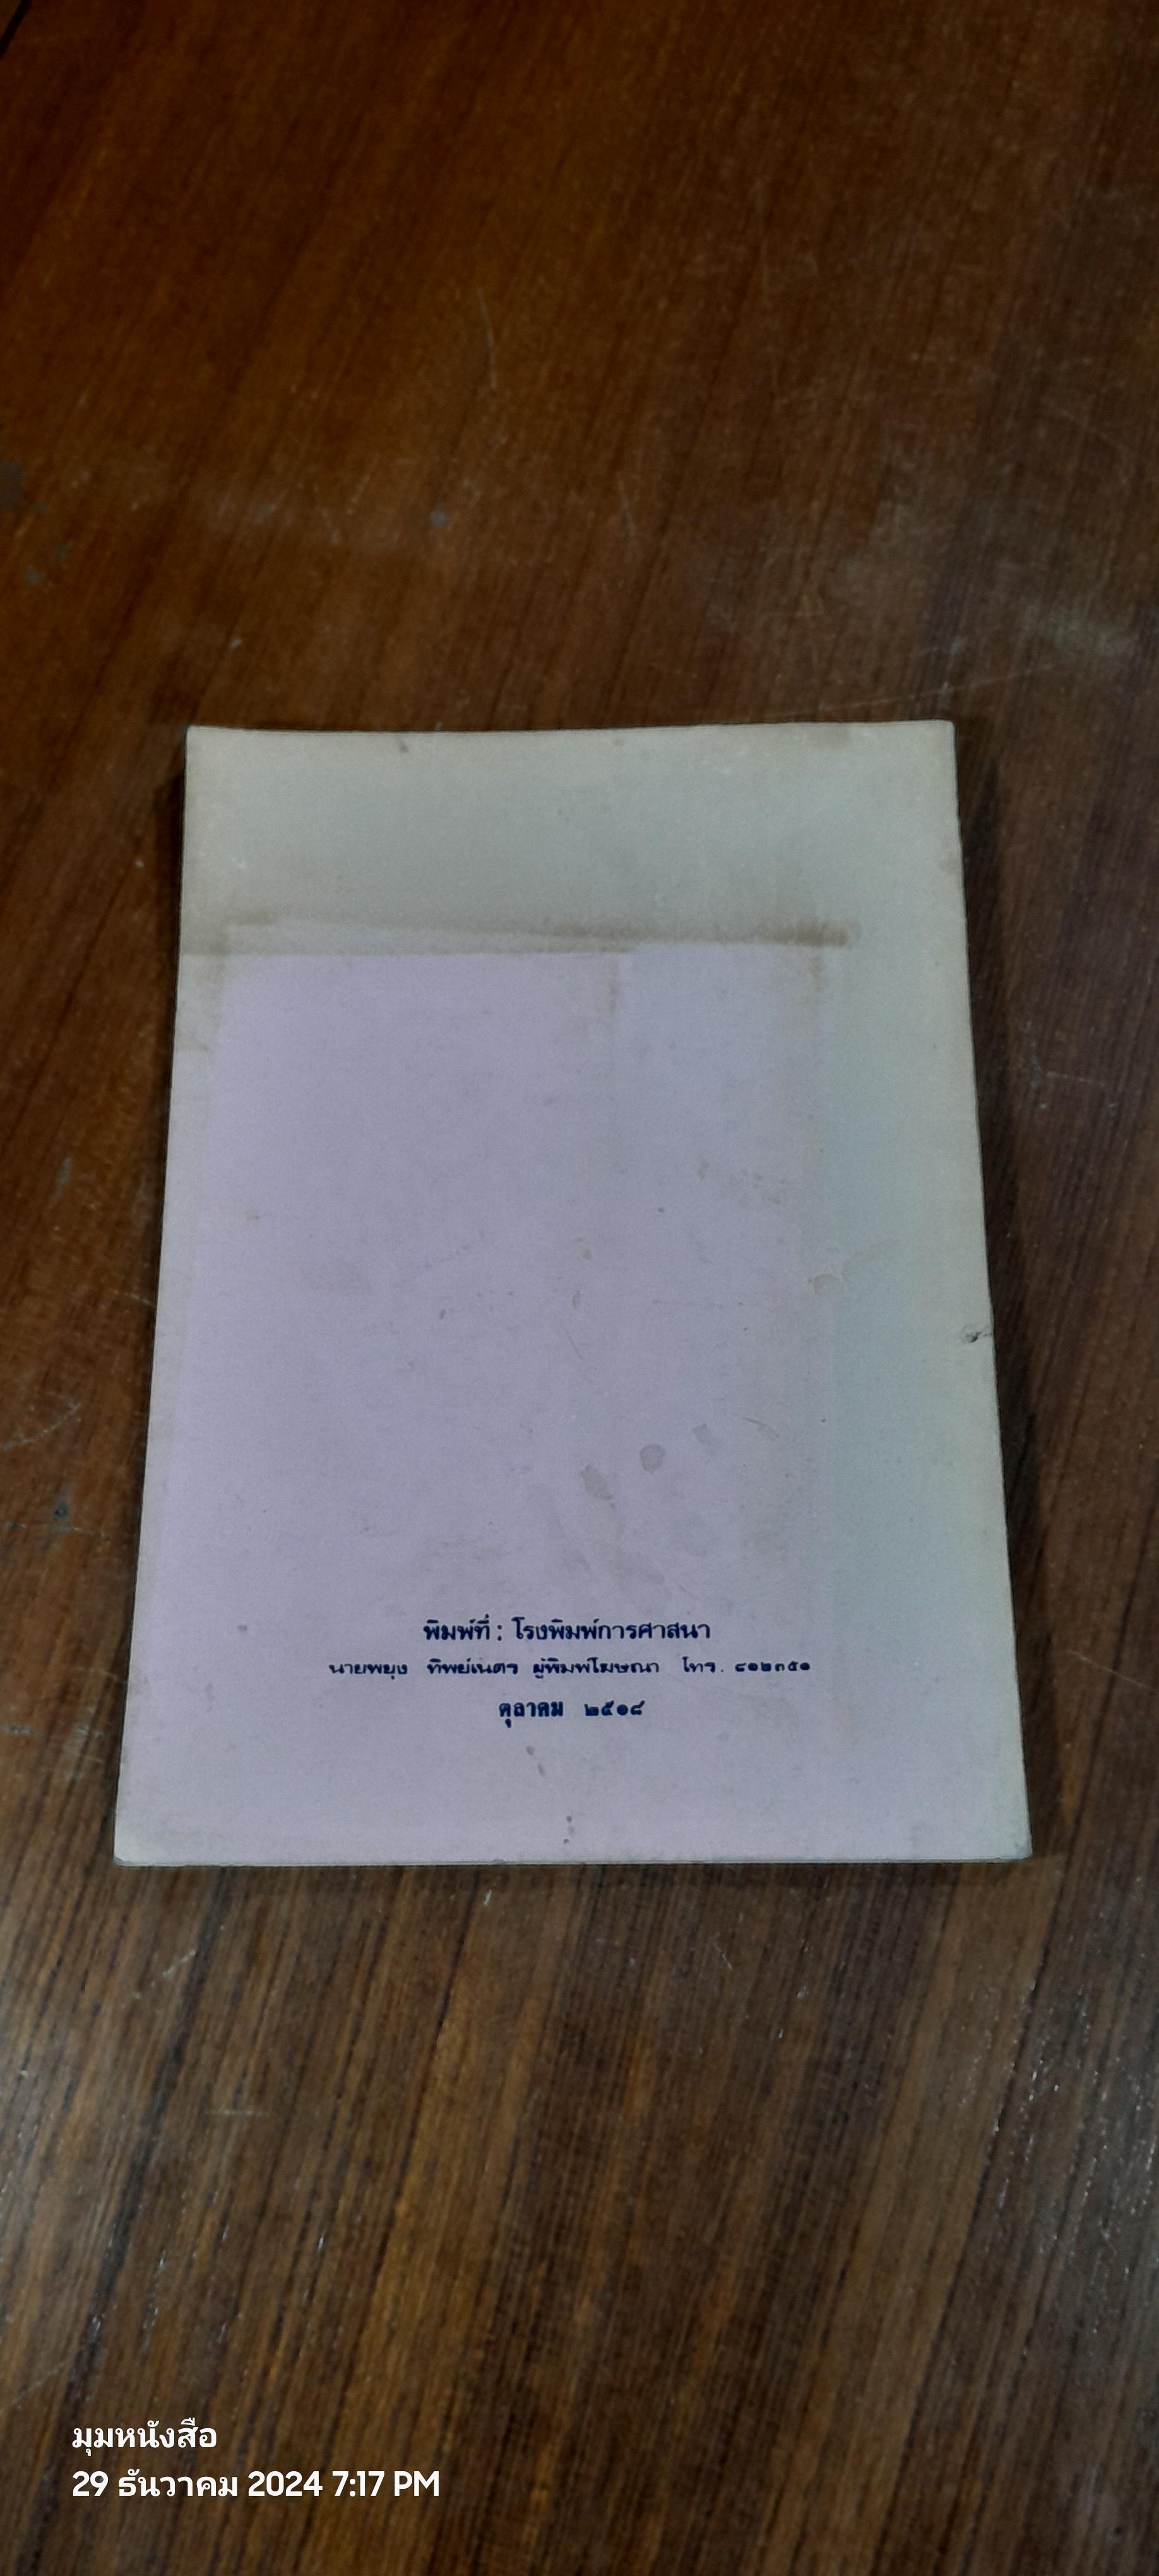 พิมพ์ที่ : โรงพิมพ์การศาสนา
นายพยุง ทิพย์เนตร ผู้พิมพ์โฆษณา โทร. ๘๑๒๓๕๑
ตุลาคม ๒๕๑๘
มุมหนังสือ
29 ธันวาคม 2024 7:17 PM